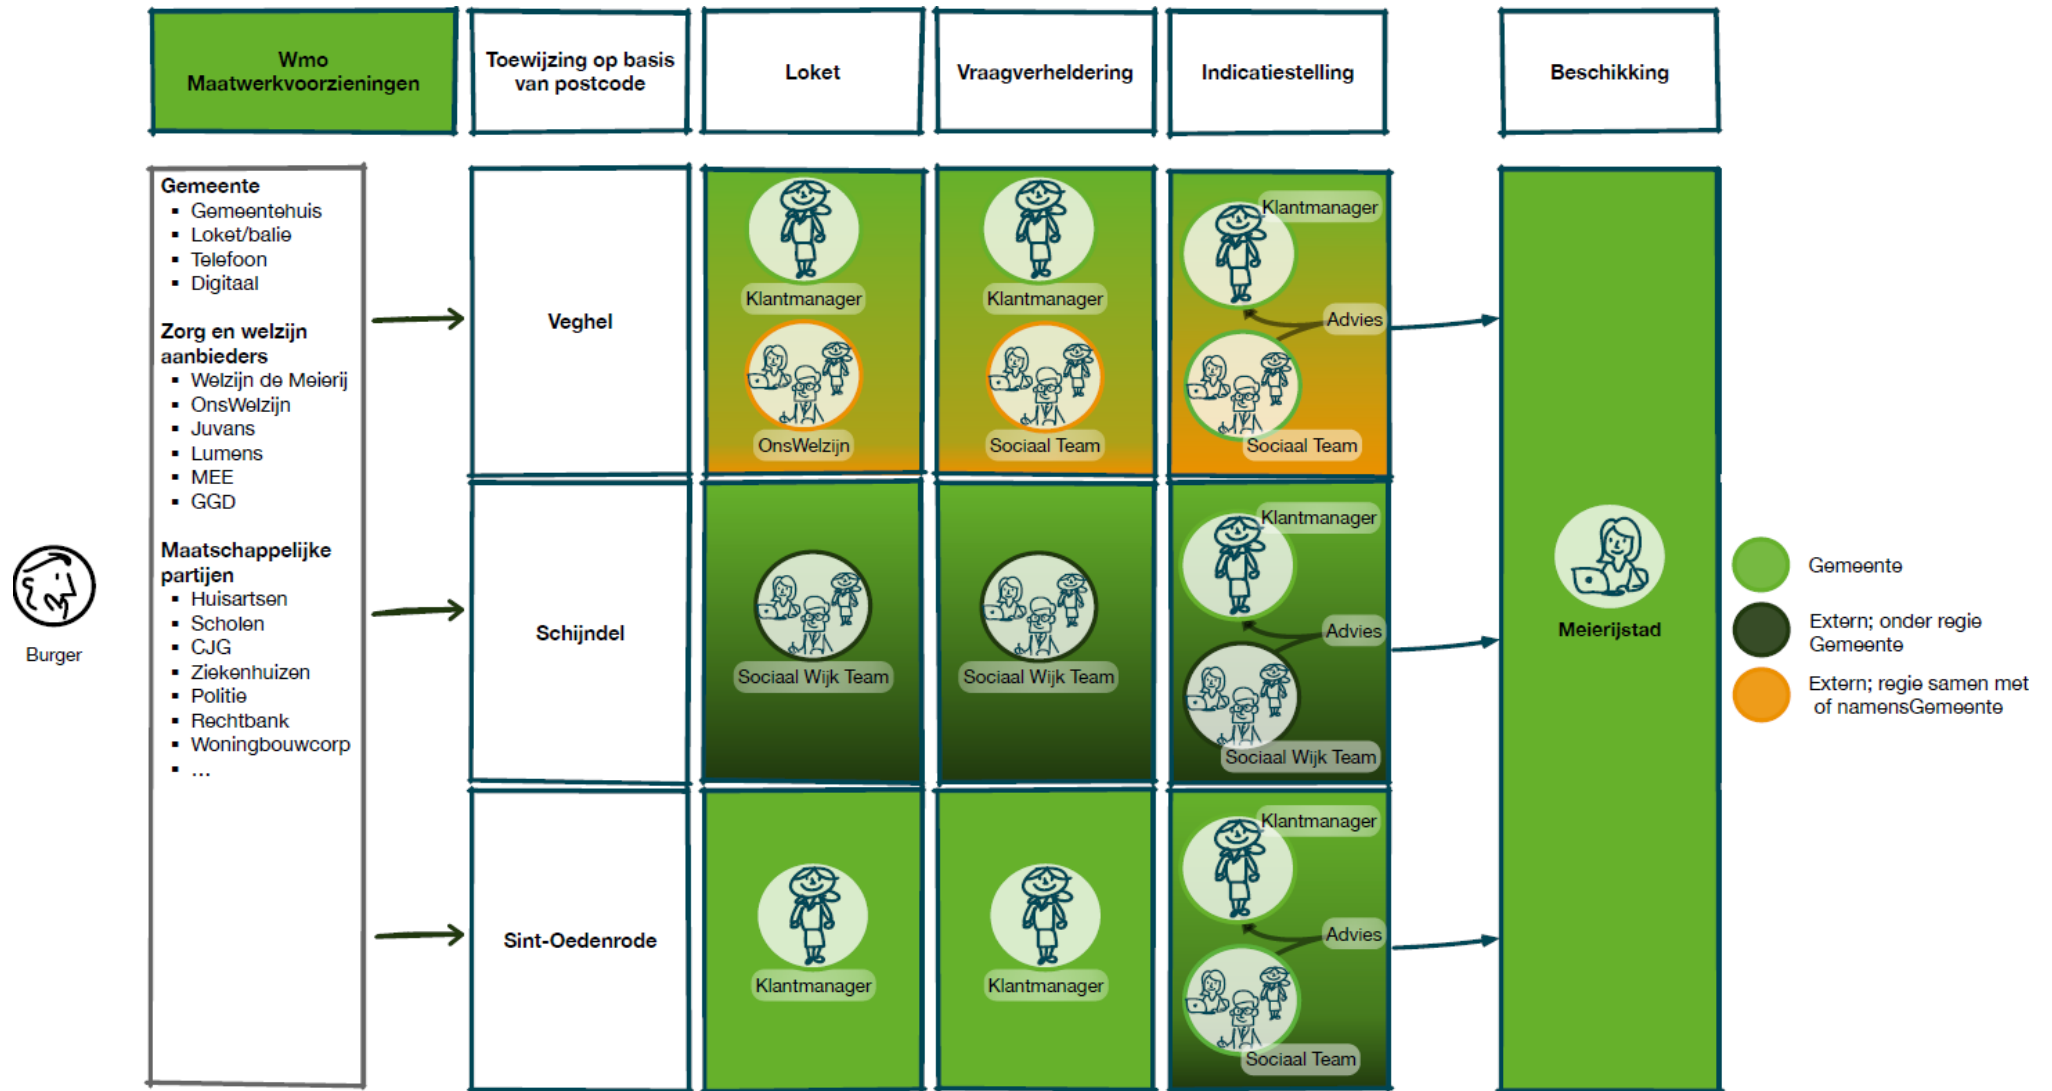 Wmo
Maatwerkvoorzieningen
Toewijzing op basis
van postcode
Loket
Vraagverheldering
Indicatiestelling
Beschikking
Gemeente
▪ Gemeentehuis
▪ Loket/balie
▪ Telefoon
▪ Digitaal
Zorg en welzijn
aanbieders
▪ Welzijn de Meierij
▪ OnsWelzijn
▪ Juvans
▪ Lumens
▪ MEE
▪ GGD
Maatschappelijke
partijen
▪ Huisartsen
▪ Scholen
▪ CJG
▪ Ziekenhuizen
▪ Politie
▪ Rechtbank
▪ Woningbouwcorp
▪ ...
Burger
Veghel
Klantmanager
OnsWelzijn
Klantmanager
Sociaal Team
Klantmanager
Advies
Sociaal Team
Schijndel
Sociaal Wijk Team
Sociaal Wijk Team
Klantmanager
Advies
Sociaal Wijk Team
Sint-Oedenrode
Klantmanager
Klantmanager
Klantmanager
Advies
Sociaal Team
Meierijstad
Gemeente
Extern; onder regie
Gemeente
Extern; regie samen met
of namensGemeente